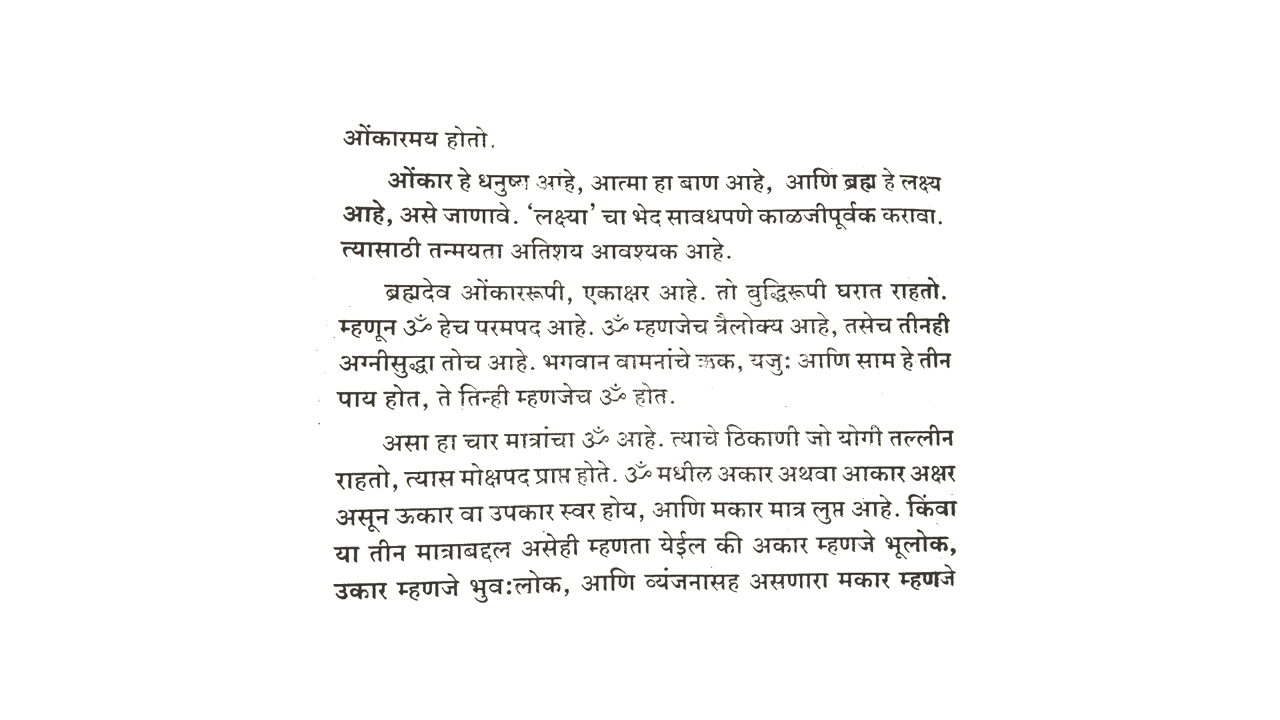 ओंकारमय होतो.
ओंकार हे धनुष्य आहे, आत्मा हा बाण आहे, आणि ब्रह्म हे लक्ष्य
आहे, असे जाणावे. ‘लक्ष्या’ चा भेद सावधपणे काळजीपूर्वक करावा.
त्यासाठी तन्मयता अतिशय आवश्यक आहे.
ब्रह्मदेव ओंकाररूपी, एकाक्षर आहे. तो बुद्धिरूपी घरात राहतो.
म्हणून ॐ हेच परमपद आहे. ॐ म्हणजेच त्रैलोक्य आहे, तसेच तीनही
अग्नीसुद्धा तोच आहे. भगवान वामनांचे ऋक, यजुः आणि साम हे तीन
पाय होत, ते तिन्ही म्हणजेच ॐ होत.
असा हा चार मात्रांचा ॐ आहे. त्याचे ठिकाणी जो योगी तल्लीन
राहतो, त्यास मोक्षपद प्राप्त होते. ॐ मधील अकार अथवा आकार अक्षर
असून ऊकार वा उपकार स्वर होय, आणि मकार मात्र लुप्त आहे. किंवा
या तीन मात्राबद्दल असेही म्हणता येईल की अकार म्हणजे भूलोक,
उकार म्हणजे भुवःलोक, आणि व्यंजनासह असणारा मकार म्हणजे